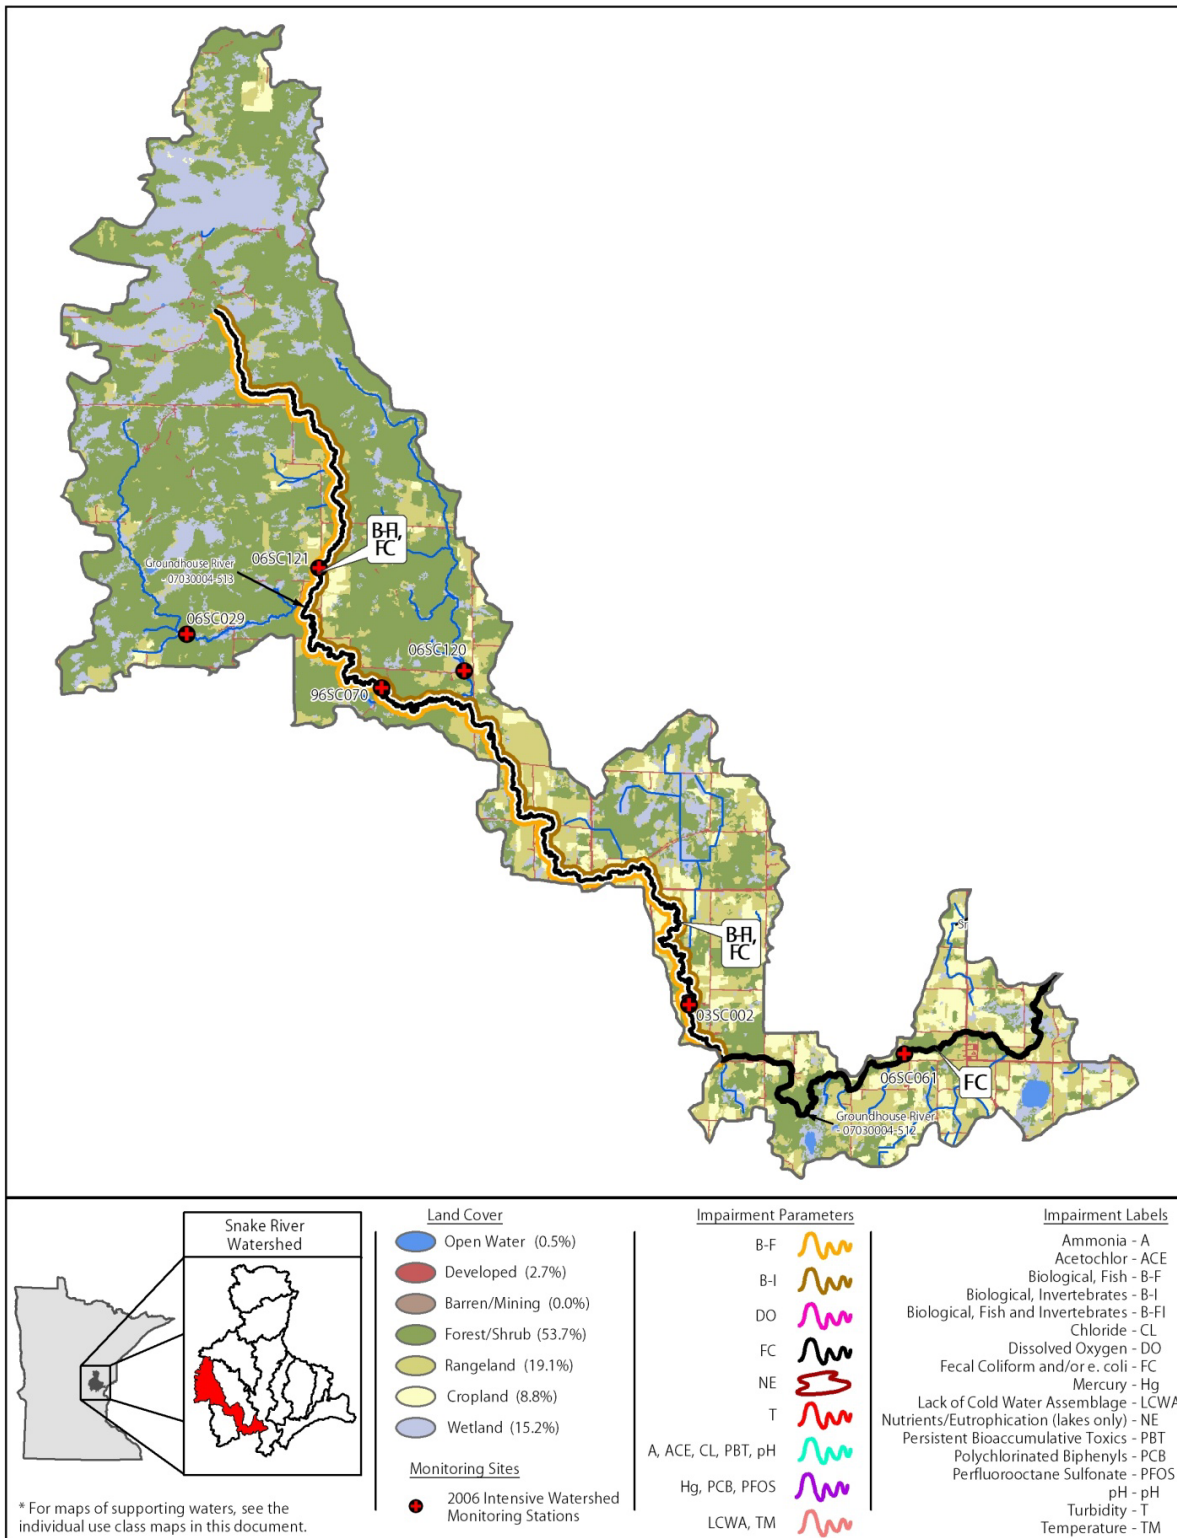 B-FI,
FC
06SC121
Groundhouse River
- 07030004-513
06SC029
06SC120
96SC070
B-FI,
FC
03SC002
06SC061
FC
Groundhouse River
- 07030004-512
Snake River
Watershed
* For maps of supporting waters, see the
individual use class maps in this document.
Land Cover
Open Water (0.5%)
Developed (2.7%)
Barren/Mining (0.0%)
Forest/Shrub (53.7%)
Rangeland (19.1%)
Cropland (8.8%)
Wetland (15.2%)
Monitoring Sites
2006 Intensive Watershed
Monitoring Stations
Impairment Parameters
B-F
B-I
DO
FC
NE
T
A, ACE, CL, PBT, pH
Hg, PCB, PFOS
LCWA, TM
Impairment Labels
Ammonia - A
Acetochlor - ACE
Biological, Fish - B-F
Biological, Invertebrates - B-I
Biological, Fish and Invertebrates - B-FI
Chloride - CL
Dissolved Oxygen - DO
Fecal Coliform and/or e. coli - FC
Mercury - Hg
Lack of Cold Water Assemblage - LCWA
Nutrients/Eutrophication (lakes only) - NE
Persistent Bioaccumulative Toxics - PBT
Polychlorinated Biphenyls - PCB
Perfluorooctane Sulfonate - PFOS
pH - pH
Turbidity - T
Temperature - TM